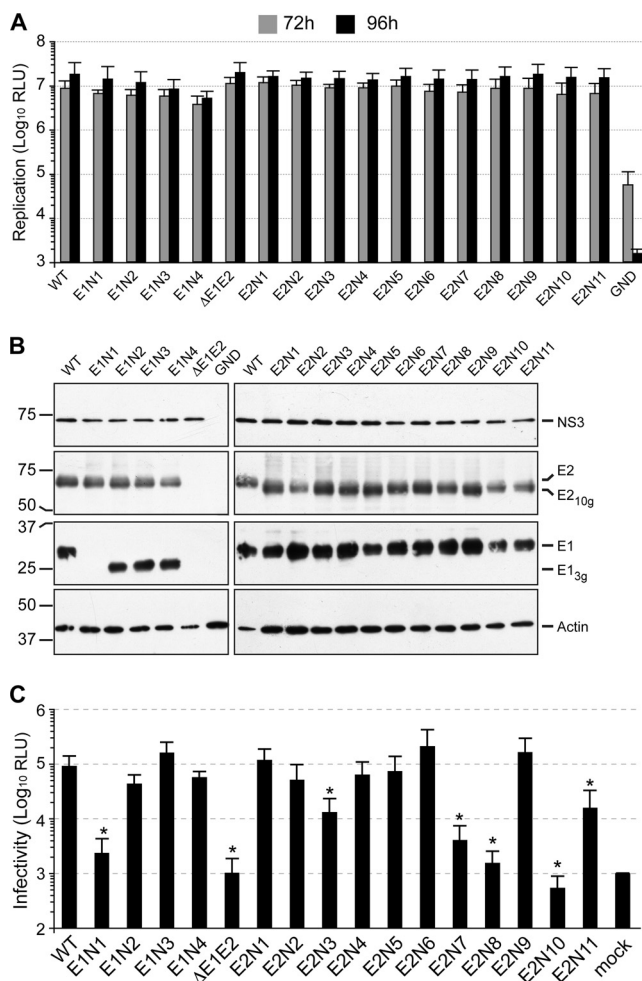 A
72h 96h
Replication (Log10 RLU)
8
7
6
5
4
3
WT E1N1 E1N2 E1N3 E1N4 ΔE1E2 E2N1 E2N2 E2N3 E2N4 E2N5 E2N6 E2N7 E2N8 E2N9 E2N10 E2N11 GND
B
WT E1N1 E1N2 E1N3 E1N4 ΔE1E2 GND WT E2N1 E2N2 E2N3 E2N4 E2N5 E2N6 E2N7 E2N8 E2N9 E2N10 E2N11
75 NS3
75 E2
50 E210g
37 E1
25 E13g
50 Actin
37
C
Infectivity (Log10 RLU)
6
5
4
3
2
* * * * * * *
WT E1N1 E1N2 E1N3 E1N4 ΔE1E2 E2N1 E2N2 E2N3 E2N4 E2N5 E2N6 E2N7 E2N8 E2N9 E2N10 E2N11 mock